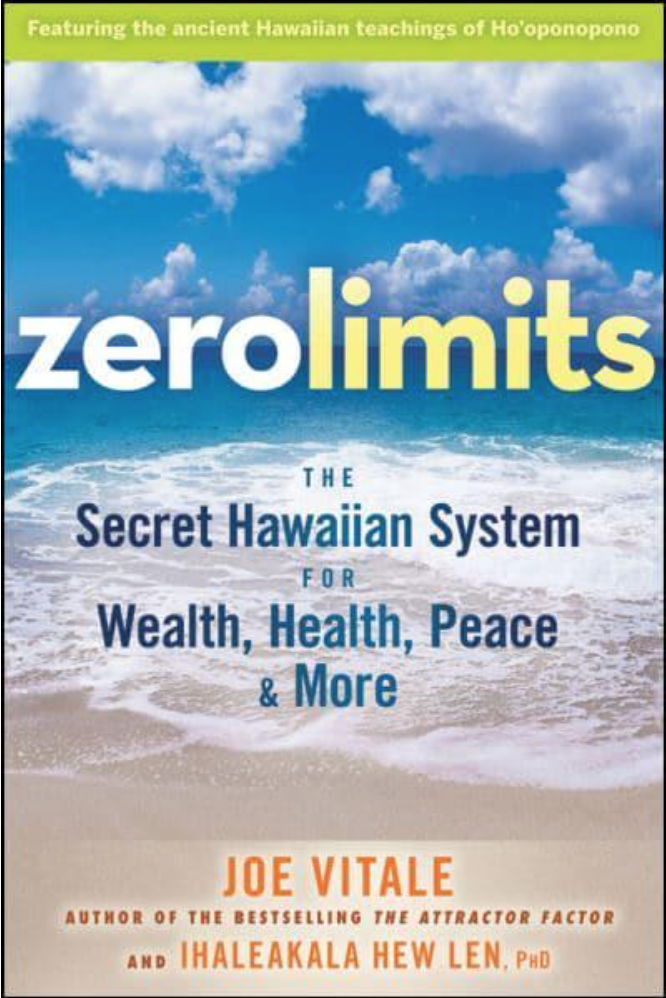 Featuring the ancient Hawaiian teachings of Ho'oponopono
zerolimits
THE
Secret Hawaiian System
FOR
Wealth, Health, Peace
& More
JOE VITALE
AUTHOR OF THE BESTSELLING THE ATTRACTOR FACTOR
AND IHALEAKALA HEW LEN, PHD